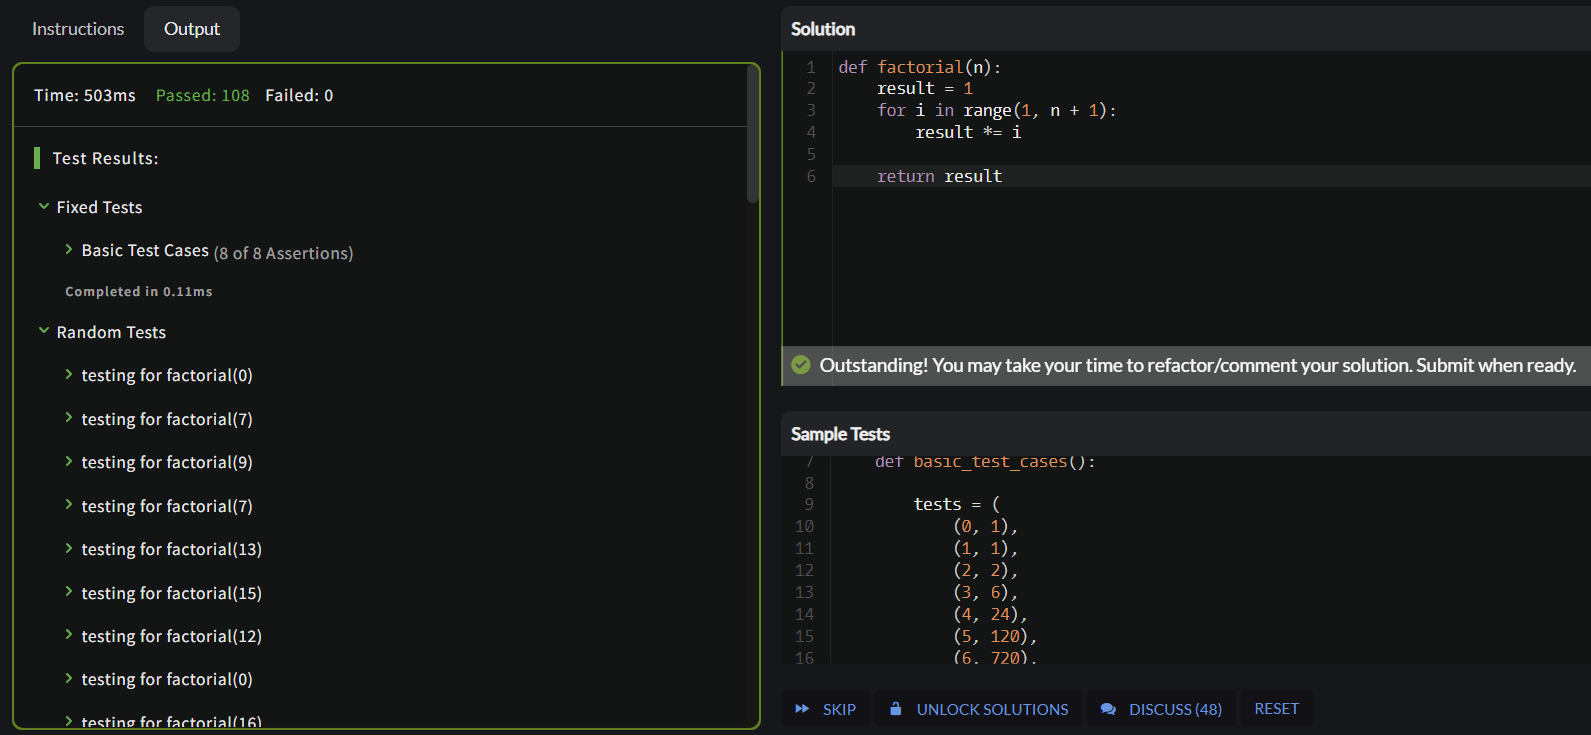 Instructions
Output
Time: 503ms Passed: 108 Failed: 0
Test Results:
Fixed Tests
Basic Test Cases (8 of 8 Assertions)
Completed in 0.11ms
Random Tests
testing for factorial(0)
testing for factorial(7)
testing for factorial(9)
testing for factorial(7)
testing for factorial(13)
testing for factorial(15)
testing for factorial(12)
testing for factorial(0)
testing for factorial(16)
Solution
1 def factorial(n):
2     result = 1
3     for i in range(1, n + 1):
4         result *= i
5
6     return result
Outstanding! You may take your time to refactor/comment your solution. Submit when ready.
Sample Tests
7     def basic_test_cases():
8
9         tests = (
10             (0, 1),
11             (1, 1),
12             (2, 2),
13             (3, 6),
14             (4, 24),
15             (5, 120),
16             (6, 720),
SKIP
UNLOCK SOLUTIONS
DISCUSS (48)
RESET